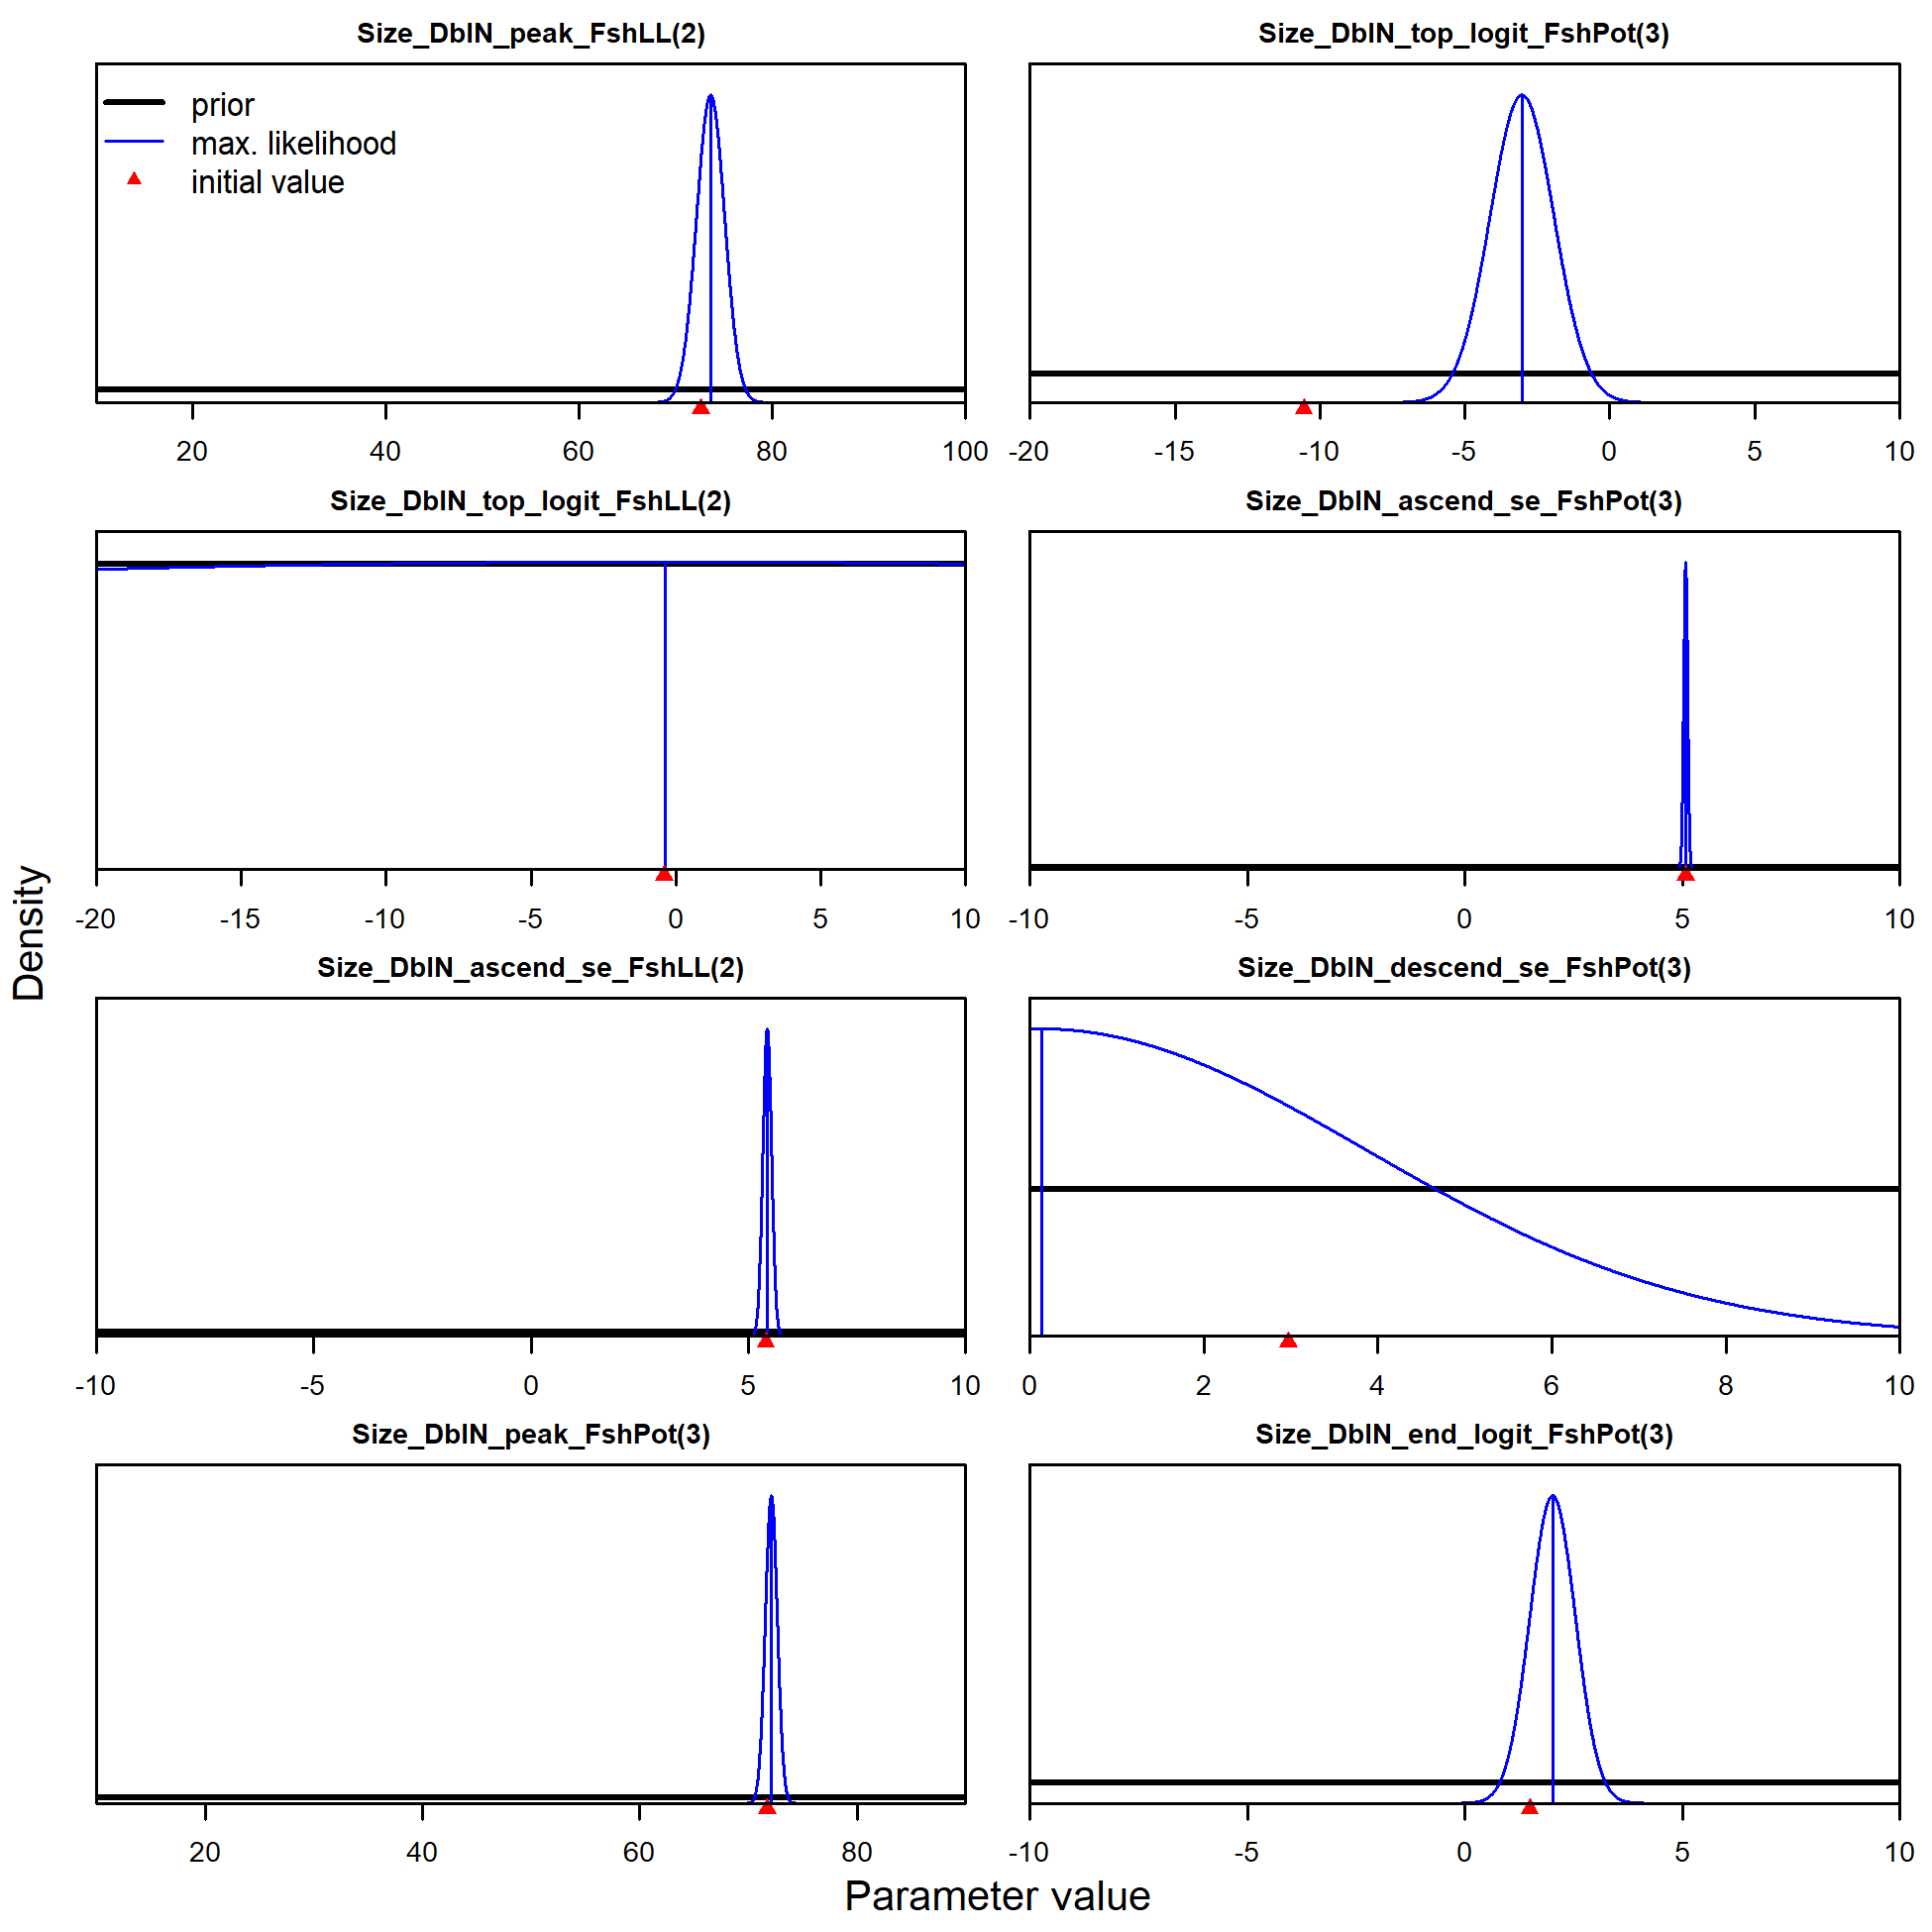 Size_DblN_peak_FshLL(2)
prior
max. likelihood
initial value
20 40 60 80 100
Size_DblN_top_logit_FshPot(3)
-20 -15 -10 -5 0 5 10
Size_DblN_top_logit_FshLL(2)
-20 -15 -10 -5 0 5 10
Size_DblN_ascend_se_FshPot(3)
-10 -5 0 5 10
Size_DblN_ascend_se_FshLL(2)
-10 -5 0 5 10
Size_DblN_descend_se_FshPot(3)
0 2 4 6 8 10
Size_DblN_peak_FshPot(3)
20 40 60 80
Size_DblN_end_logit_FshPot(3)
-10 -5 0 5 10
Density
Parameter value